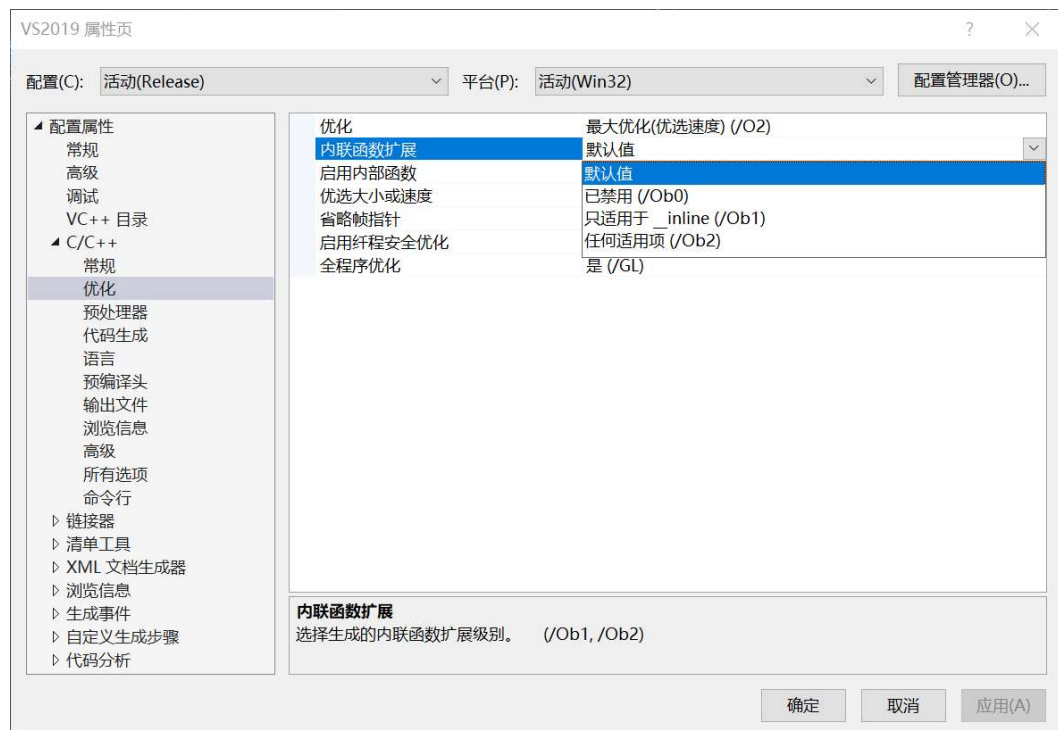 VS2019 属性页
配置(C): 活动(Release) 平台(P): 活动(Win32) 配置管理器(O)...
配置属性
常规
高级
调试
VC++ 目录
C/C++
常规
优化
预处理器
代码生成
语言
预编译头
输出文件
浏览信息
高级
所有选项
命令行
链接器
清单工具
XML 文档生成器
浏览信息
生成事件
自定义生成步骤
代码分析
优化 最大优化(优选速度) (/O2)
内联函数扩展 默认值
启用内部函数 默认值
优选大小或速度 已禁用 (/Ob0)
省略帧指针 只适用于 __inline (/Ob1)
启用纤程安全优化 任何适用项 (/Ob2)
全程序优化 是 (/GL)
内联函数扩展
选择生成的内联函数扩展级别。 (/Ob1, /Ob2)
确定 取消 应用(A)